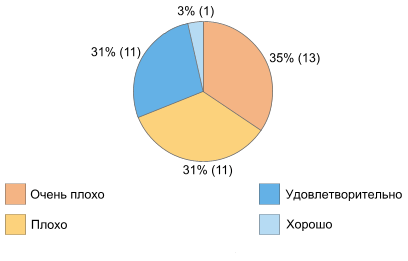 3% (1)
31% (11)
35% (13)
31% (11)
Очень плохо
Удовлетворительно
Плохо
Хорошо